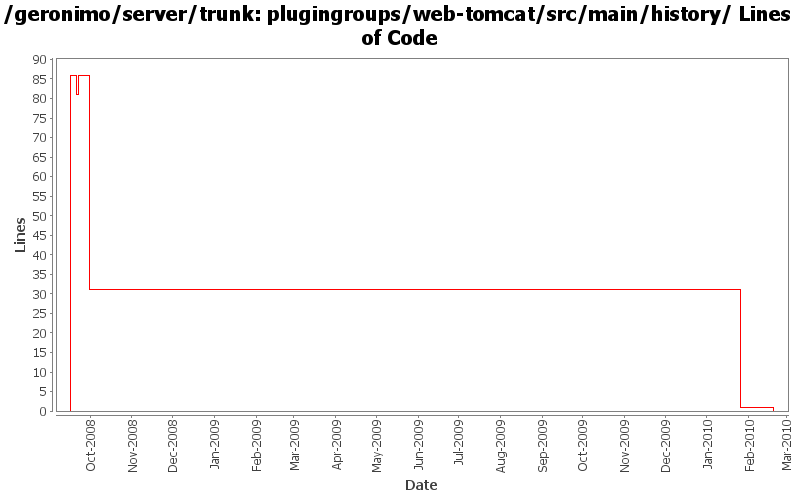 /geronimo/server/trunk: plugingroups/web-tomcat/src/main/history/ Lines
of Code
90
85
80
75
70
65
60
55
50
45
40
35
30
25
20
15
10
5
0
Lines
Oct-2008
Nov-2008
Dec-2008
Jan-2009
Feb-2009
Mar-2009
Apr-2009
May-2009
Jun-2009
Jul-2009
Aug-2009
Sep-2009
Oct-2009
Nov-2009
Dec-2009
Jan-2010
Feb-2010
Mar-2010
Date